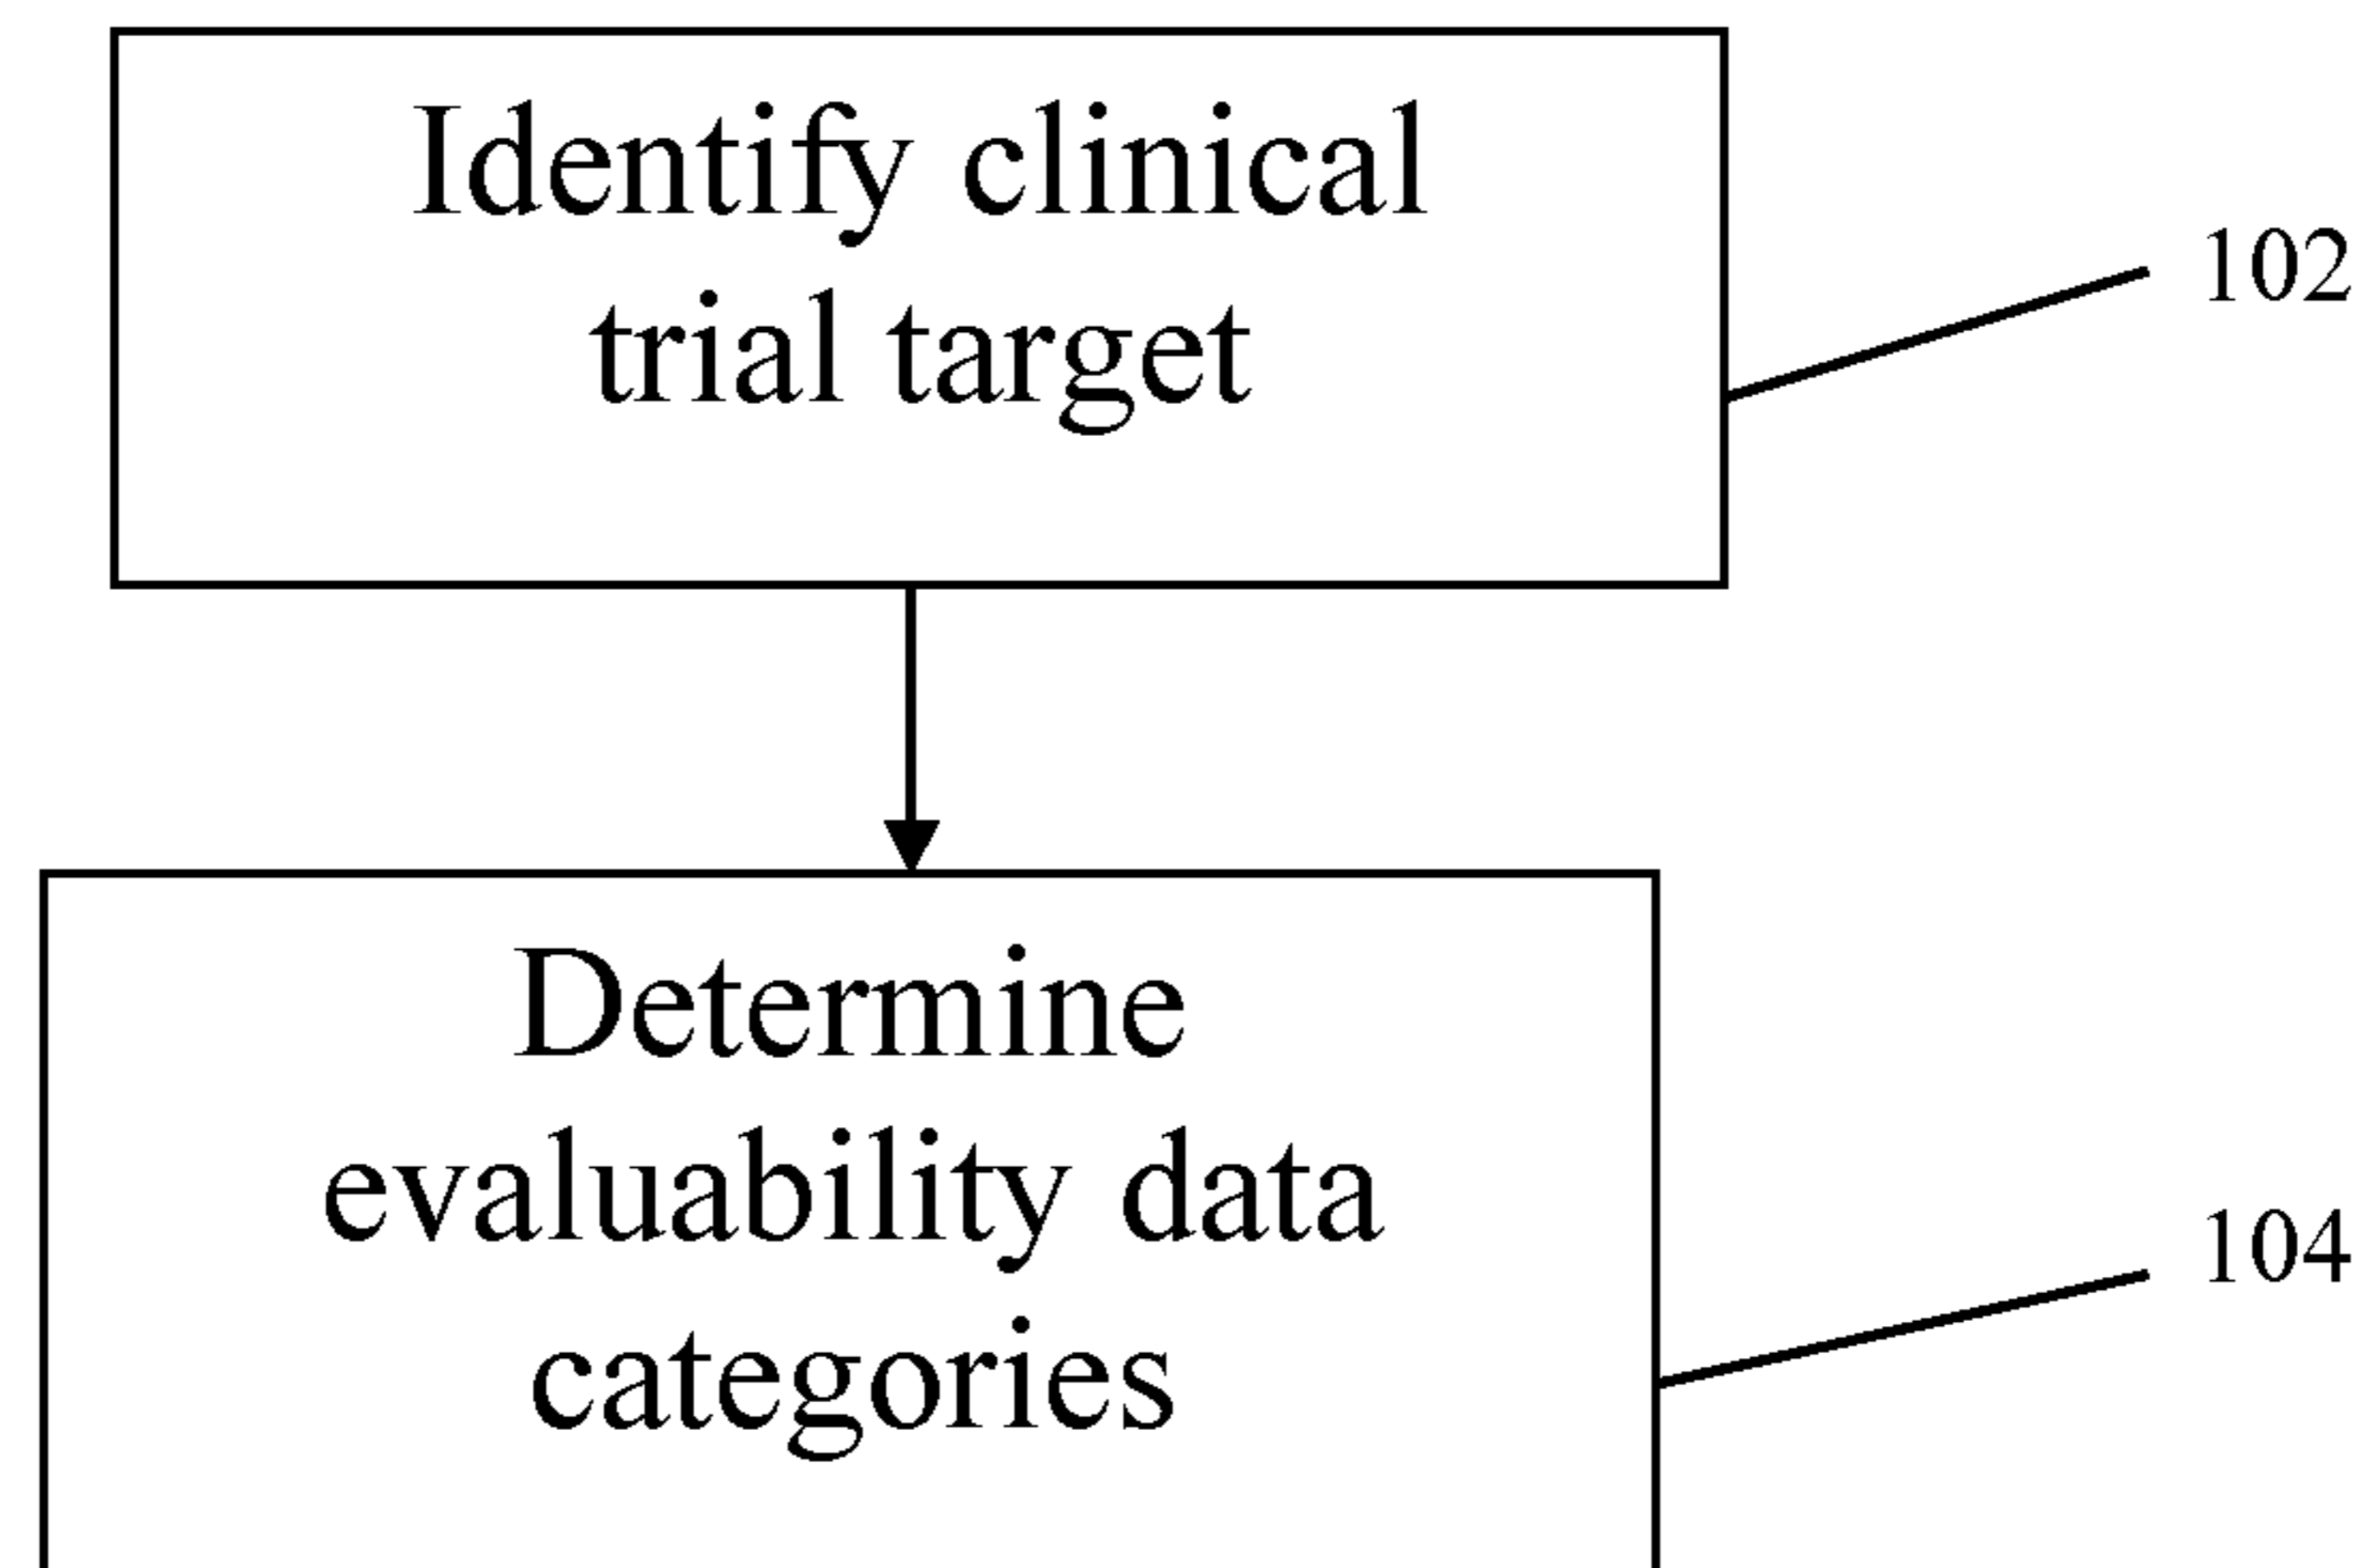 Identify clinical
trial target
102
Determine
evaluability data
categories
104